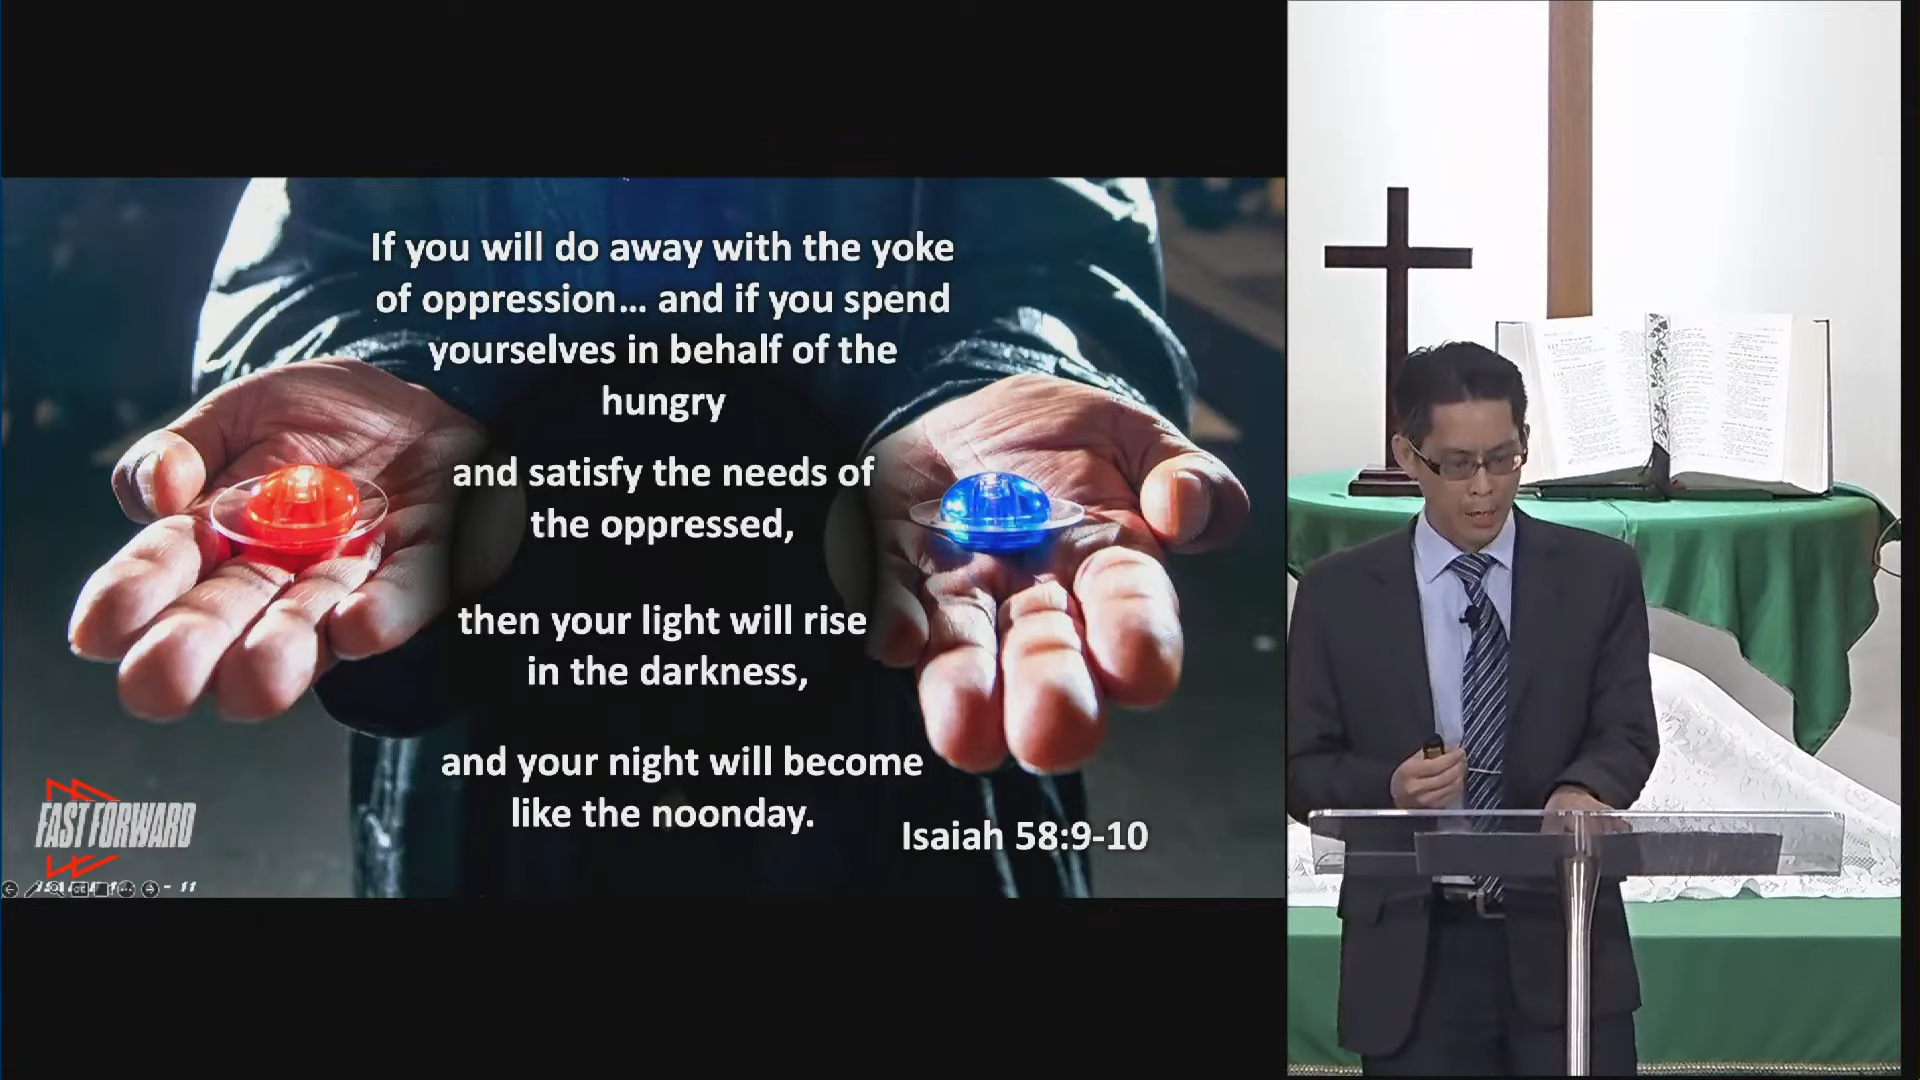 If you will do away with the yoke
of oppression... and if you spend
yourselves in behalf of the
hungry
and satisfy the needs of
the oppressed,
then your light will rise
in the darkness,
and your night will become
like the noonday.
Isaiah 58:9-10
FAST FORWARD
- 11